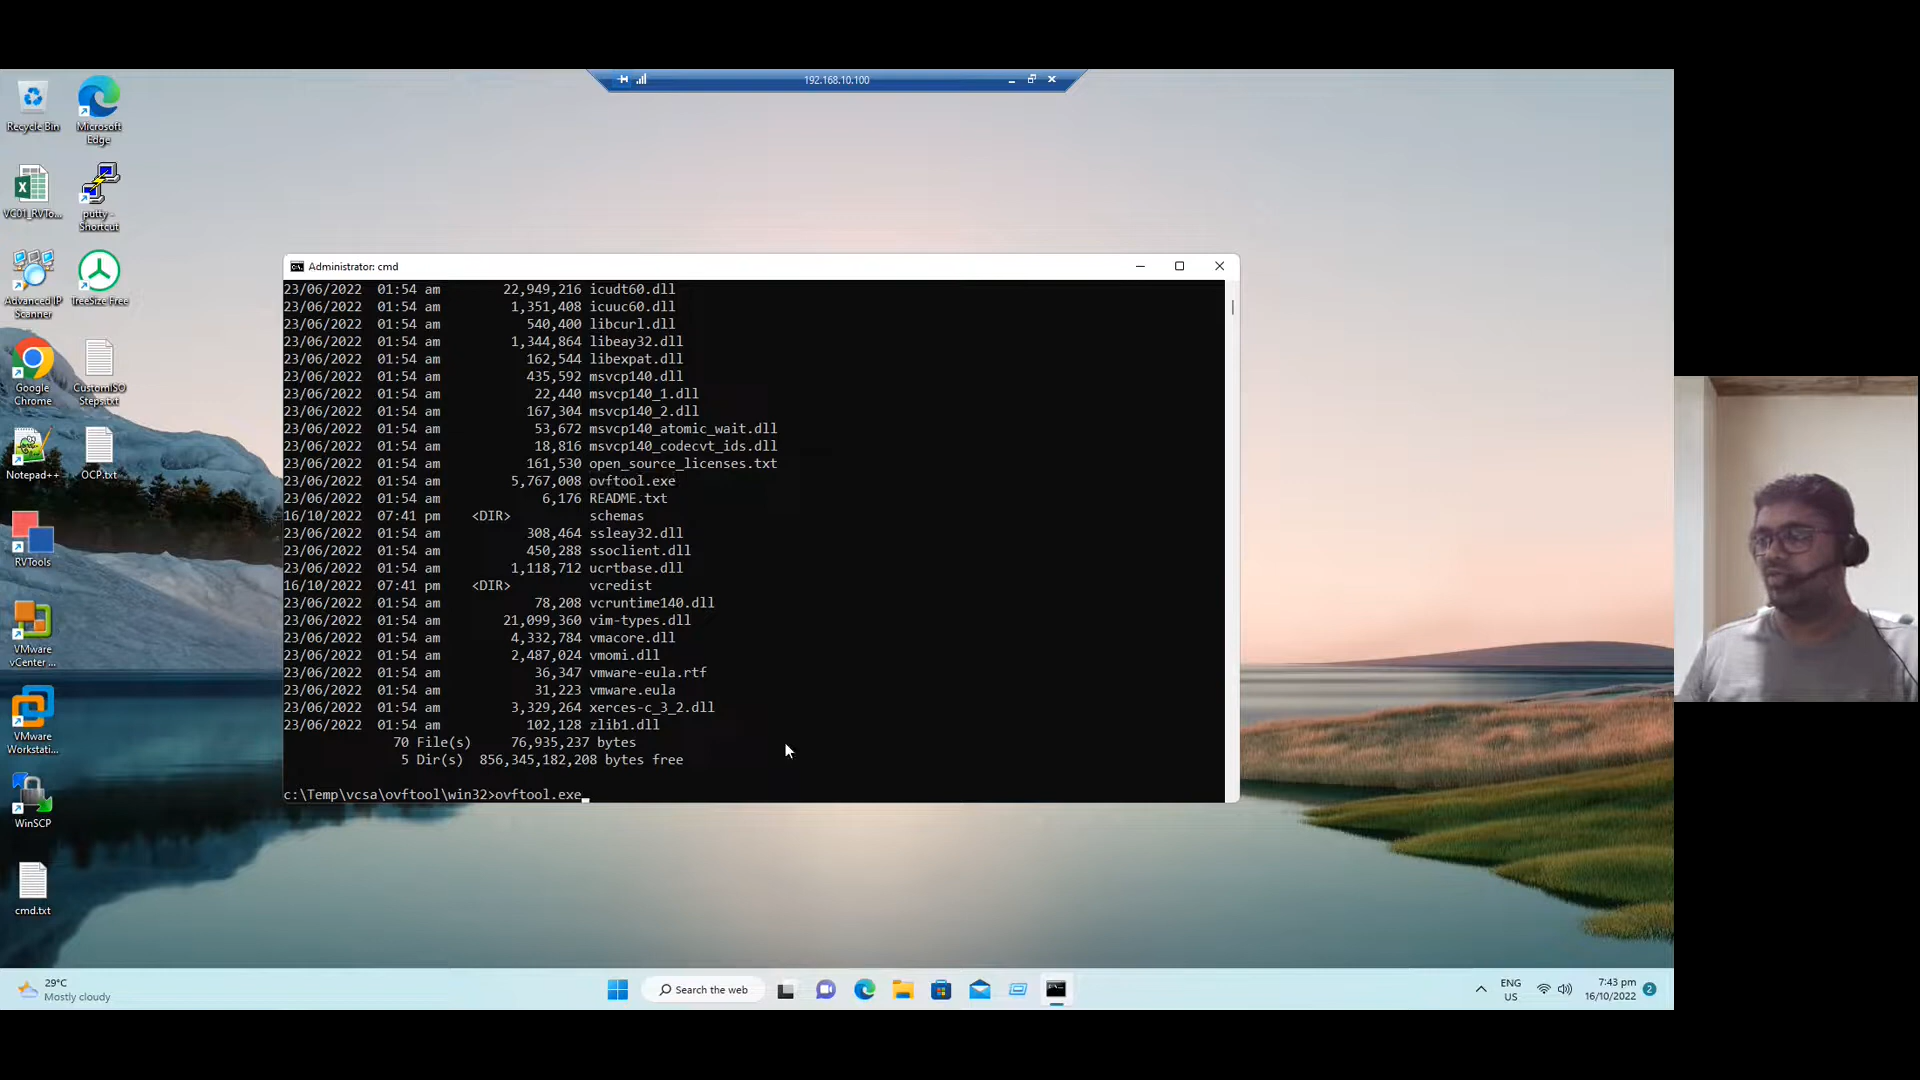 192.168.10.100
Recycle Bin
Microsoft
Edge
VC01_RVTo...
putty -
Shortcut
Advanced IP
Scanner
TreeSize Free
Google
Chrome
CustomISO
Steps.txt
Notepad++
OCP.txt
RVTools
VMware
vCenter ...
VMware
Workstati...
WinSCP
cmd.txt
Administrator: cmd
23/06/2022 01:54 am 22,949,216 icudt60.dll
23/06/2022 01:54 am 1,351,408 icuuc60.dll
23/06/2022 01:54 am 540,400 libcurl.dll
23/06/2022 01:54 am 1,344,864 libeay32.dll
23/06/2022 01:54 am 162,544 libexpat.dll
23/06/2022 01:54 am 435,592 msvcp140.dll
23/06/2022 01:54 am 22,440 msvcp140_1.dll
23/06/2022 01:54 am 167,304 msvcp140_2.dll
23/06/2022 01:54 am 53,672 msvcp140_atomic_wait.dll
23/06/2022 01:54 am 18,816 msvcp140_codecvt_ids.dll
23/06/2022 01:54 am 161,530 open_source_licenses.txt
23/06/2022 01:54 am 5,767,008 ovftool.exe
23/06/2022 01:54 am 6,176 README.txt
16/10/2022 07:41 pm <DIR> schemas
23/06/2022 01:54 am 308,464 ssleay32.dll
23/06/2022 01:54 am 450,288 ssoclient.dll
23/06/2022 01:54 am 1,118,712 ucrtbase.dll
16/10/2022 07:41 pm <DIR> vcredist
23/06/2022 01:54 am 78,208 vcruntime140.dll
23/06/2022 01:54 am 21,099,360 vim-types.dll
23/06/2022 01:54 am 4,332,784 vmacore.dll
23/06/2022 01:54 am 2,487,024 vmomi.dll
23/06/2022 01:54 am 36,347 vmware-eula.rtf
23/06/2022 01:54 am 31,223 vmware.eula
23/06/2022 01:54 am 3,329,264 xerces-c_3_2.dll
23/06/2022 01:54 am 102,128 zlib1.dll
70 File(s) 76,935,237 bytes
5 Dir(s) 856,345,182,208 bytes free
c:\Temp\vcsa\ovftool\win32>ovftool.exe_
29°C
Mostly cloudy
Search the web
ENG
US
7:43 pm
16/10/2022
2